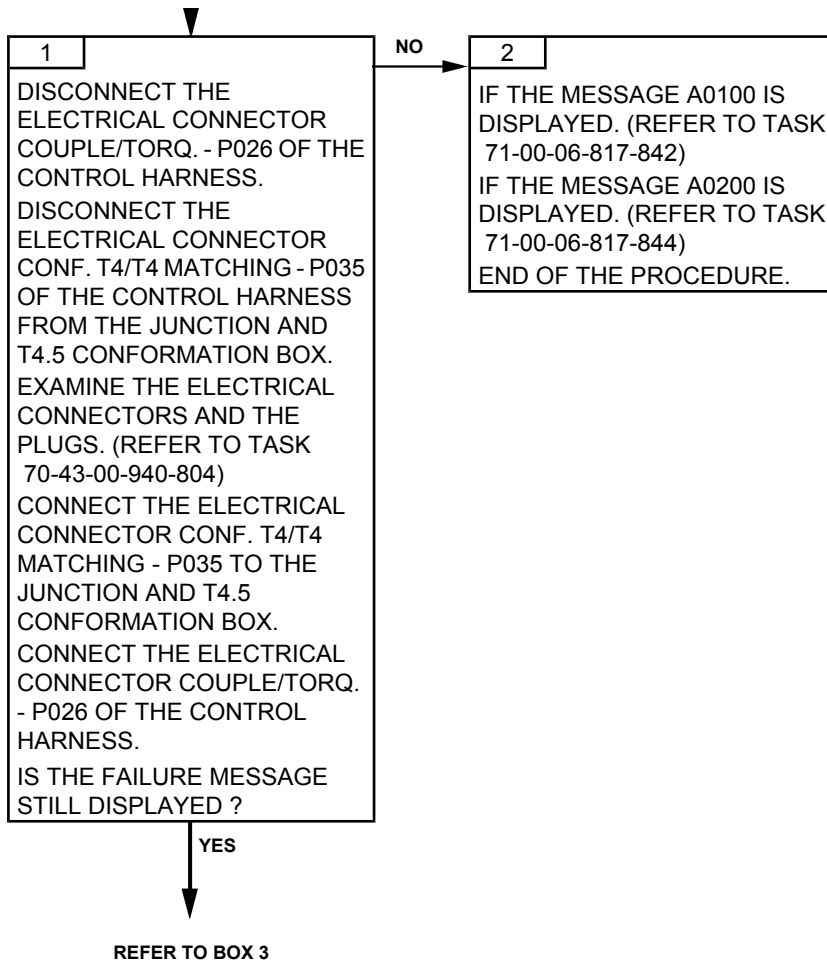 1
DISCONNECT THE
ELECTRICAL CONNECTOR
COUPLE/TORQ. - P026 OF THE
CONTROL HARNESS.
DISCONNECT THE
ELECTRICAL CONNECTOR
CONF. T4/T4 MATCHING - P035
OF THE CONTROL HARNESS
FROM THE JUNCTION AND
T4.5 CONFORMATION BOX.
EXAMINE THE ELECTRICAL
CONNECTORS AND THE
PLUGS. (REFER TO TASK
70-43-00-940-804)
CONNECT THE ELECTRICAL
CONNECTOR CONF. T4/T4
MATCHING - P035 TO THE
JUNCTION AND T4.5
CONFORMATION BOX.
CONNECT THE ELECTRICAL
CONNECTOR COUPLE/TORQ.
- P026 OF THE CONTROL
HARNESS.
IS THE FAILURE MESSAGE
STILL DISPLAYED ?
NO
2
IF THE MESSAGE A0100 IS
DISPLAYED. (REFER TO TASK
71-00-06-817-842)
IF THE MESSAGE A0200 IS
DISPLAYED. (REFER TO TASK
71-00-06-817-844)
END OF THE PROCEDURE.
YES
REFER TO BOX 3